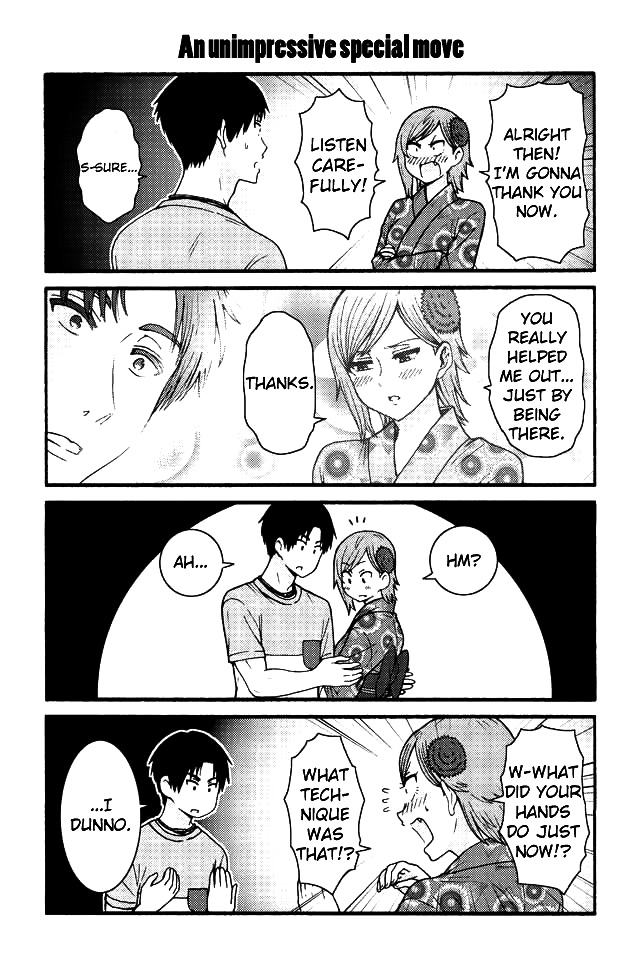 An unimpressive special move
ALRIGHT
THEN!
I'M GONNA
THANK YOU
NOW.
LISTEN
CARE-
FULLY!
S-SURE...
YOU
REALLY
HELPED
ME OUT...
JUST BY
BEING
THERE.
THANKS.
HM?
AH...
W-WHAT
DID YOUR
HANDS
DO JUST
NOW!?
WHAT
TECH-
NIQUE
WAS
THAT!?
...I
DUNNO.